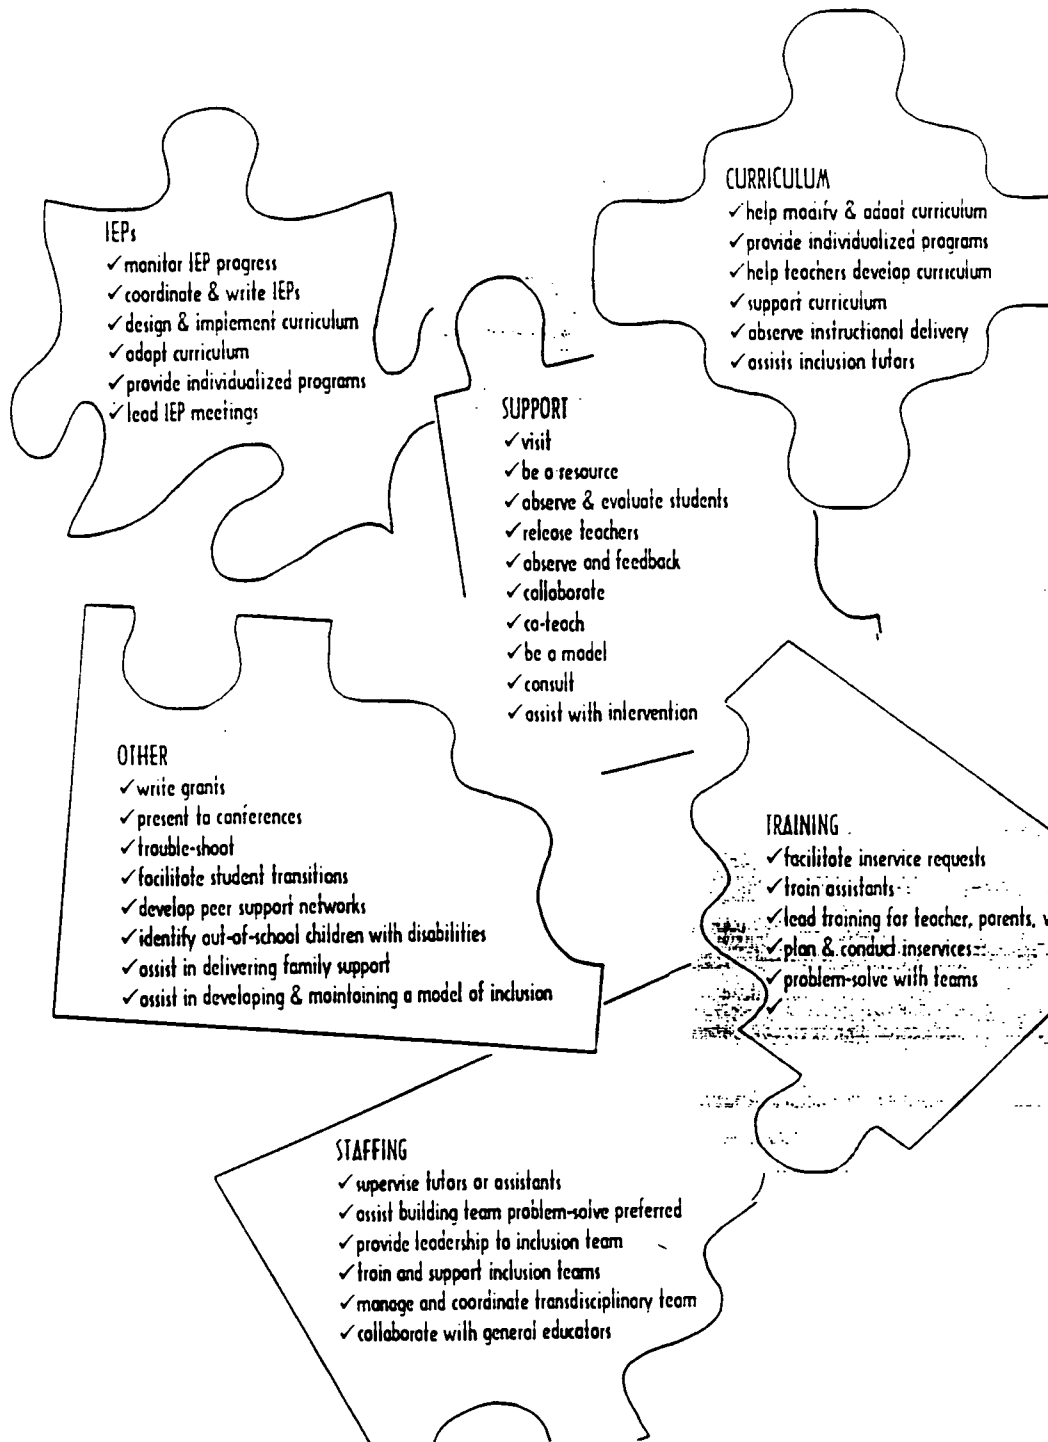 IEPs
✓ monitor IEP progress
✓ coordinate & write IEPs
✓ design & implement curriculum
✓ adapt curriculum
✓ provide individualized programs
✓ lead IEP meetings
CURRICULUM
✓ help modify & adapt curriculum
✓ provide individualized programs
✓ help teachers develop curriculum
✓ support curriculum
✓ observe instructional delivery
✓ assists inclusion tutors
SUPPORT
✓ visit
✓ be a resource
✓ observe & evaluate students
✓ release teachers
✓ observe and feedback
✓ collaborate
✓ co-teach
✓ be a model
✓ consult
✓ assist with intervention
OTHER
✓ write grants
✓ present to conferences
✓ trouble-shoot
✓ facilitate student transitions
✓ develop peer support networks
✓ identify out-of-school children with disabilities
✓ assist in delivering family support
✓ assist in developing & maintaining a model of inclusion
TRAINING
✓ facilitate inservice requests
✓ train assistants
✓ lead training for teacher, parents,
✓ plan & conduct inservices
✓ problem-solve with teams
✓
STAFFING
✓ supervise tutors or assistants
✓ assist building team problem-solve preferred
✓ provide leadership to inclusion team
✓ train and support inclusion teams
✓ manage and coordinate transdisciplinary team
✓ collaborate with general educators